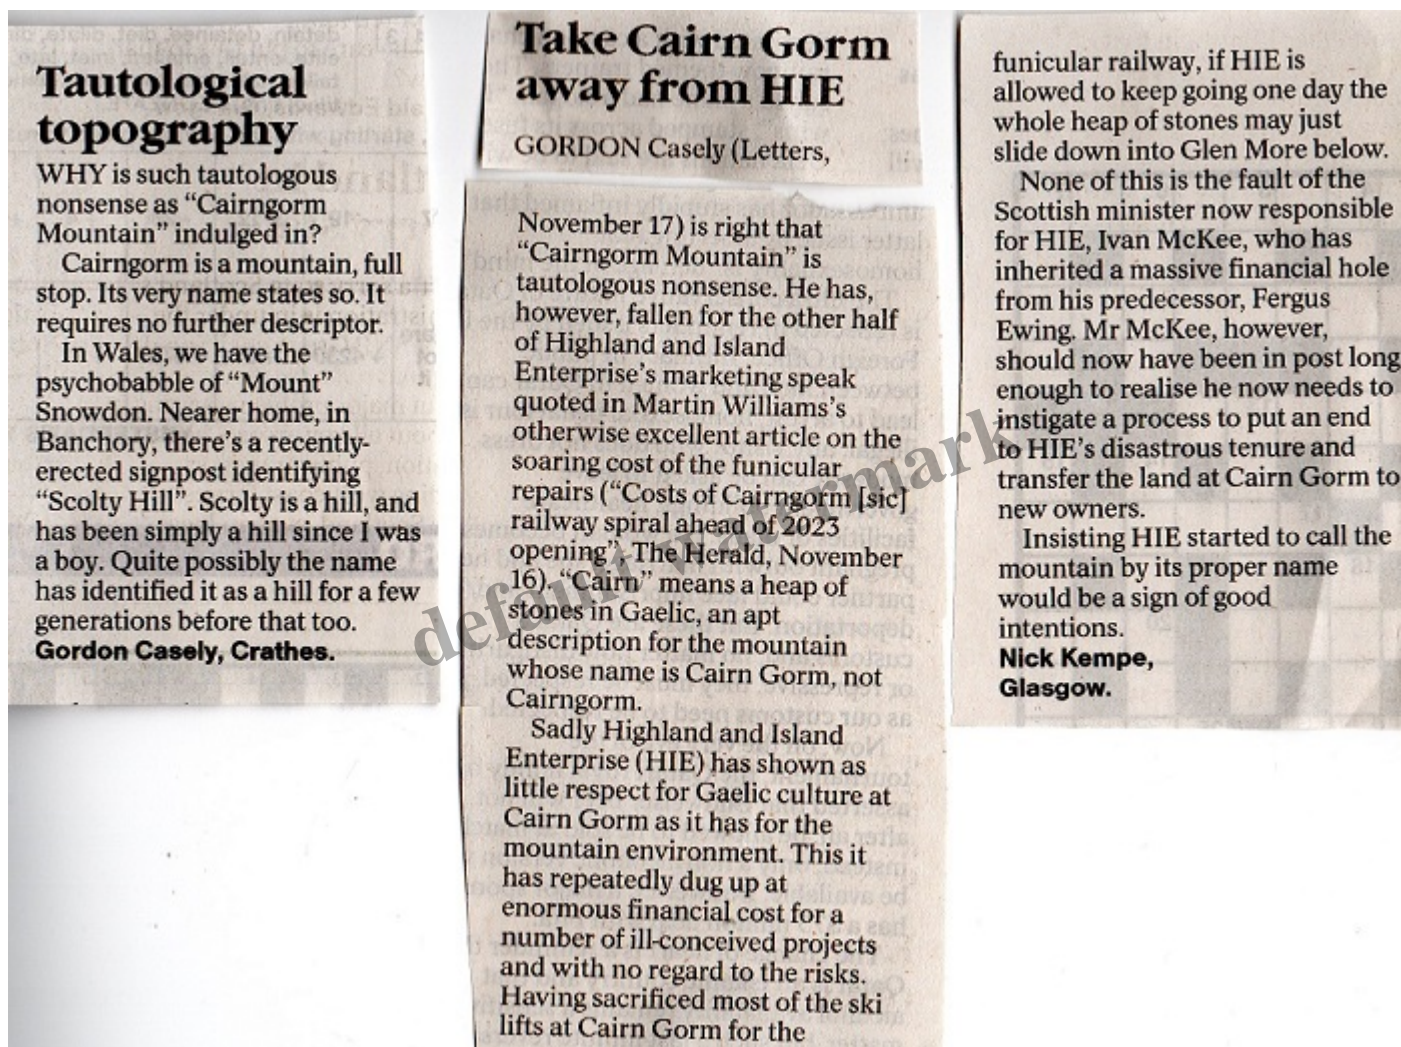 Tautological
topography
WHY is such tautologous
nonsense as “Cairngorm
Mountain” indulged in?
Cairngorm is a mountain, full
stop. Its very name states so. It
requires no further descriptor.
In Wales, we have the
psychobabble of “Mount”
Snowdon. Nearer home, in
Banchory, there’s a recently-
erected signpost identifying
“Scolty Hill”. Scolty is a hill, and
has been simply a hill since I was
a boy. Quite possibly the name
has identified it as a hill for a few
generations before that too.
Gordon Casely, Crathes.
Take Cairn Gorm
away from HIE
GORDON Casely (Letters,
November 17) is right that
“Cairngorm Mountain” is
tautologous nonsense. He has,
however, fallen for the other half
of Highland and Island
Enterprise’s marketing speak
quoted in Martin Williams’s
otherwise excellent article on the
soaring cost of the funicular
repairs (“Costs of Cairngorm [sic]
railway spiral ahead of 2023
opening”, The Herald, November
16). “Cairn” means a heap of
stones in Gaelic, an apt
description for the mountain
whose name is Cairn Gorm, not
Cairngorm.
Sadly Highland and Island
Enterprise (HIE) has shown as
little respect for Gaelic culture at
Cairn Gorm as it has for the
mountain environment. This it
has repeatedly dug up at
enormous financial cost for a
number of ill-conceived projects
and with no regard to the risks.
Having sacrificed most of the ski
lifts at Cairn Gorm for the
funicular railway, if HIE is
allowed to keep going one day the
whole heap of stones may just
slide down into Glen More below.
None of this is the fault of the
Scottish minister now responsible
for HIE, Ivan McKee, who has
inherited a massive financial hole
from his predecessor, Fergus
Ewing. Mr McKee, however,
should now have been in post long
enough to realise he now needs to
instigate a process to put an end
to HIE’s disastrous tenure and
transfer the land at Cairn Gorm to
new owners.
Insisting HIE started to call the
mountain by its proper name
would be a sign of good
intentions.
Nick Kempe,
Glasgow.
default watermark